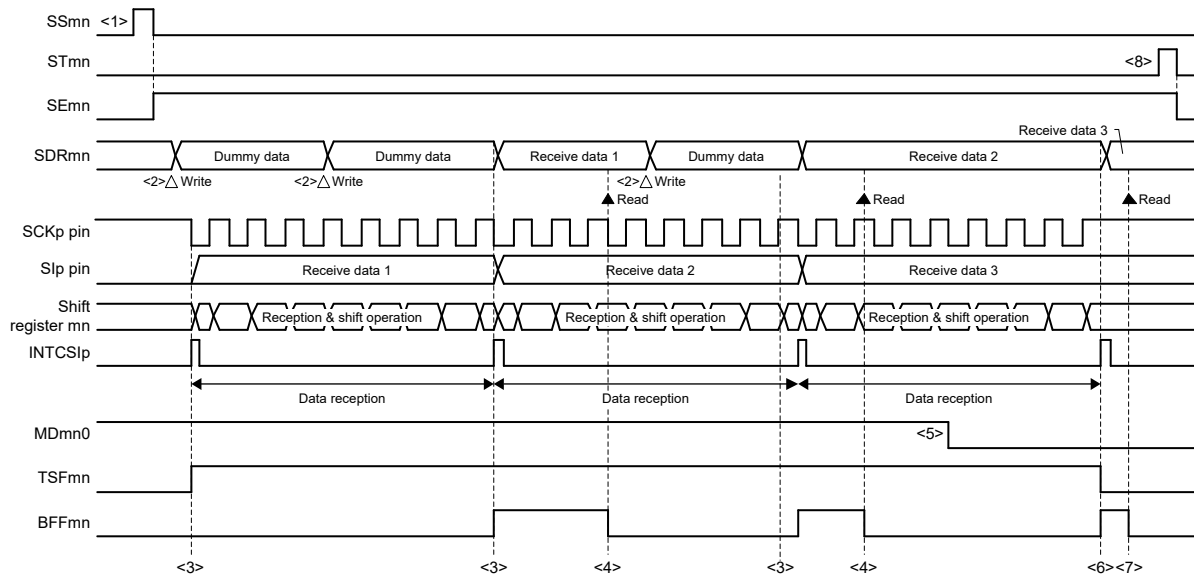 SSmn <1>
STmn <8>
SEmn
SDRmn Dummy data Dummy data Receive data 1 Dummy data Receive data 2 Receive data 3
<2>△ Write <2>△ Write <2>△ Write
▲ Read ▲ Read ▲ Read
SCKp pin
SIp pin Receive data 1 Receive data 2 Receive data 3
Shift
register mn Reception & shift operation Reception & shift operation Reception & shift operation
INTCSIp
Data reception Data reception Data reception
MDmn0 <5>
TSFmn
BFFmn
<3> <3> <4> <3> <4> <6> <7>